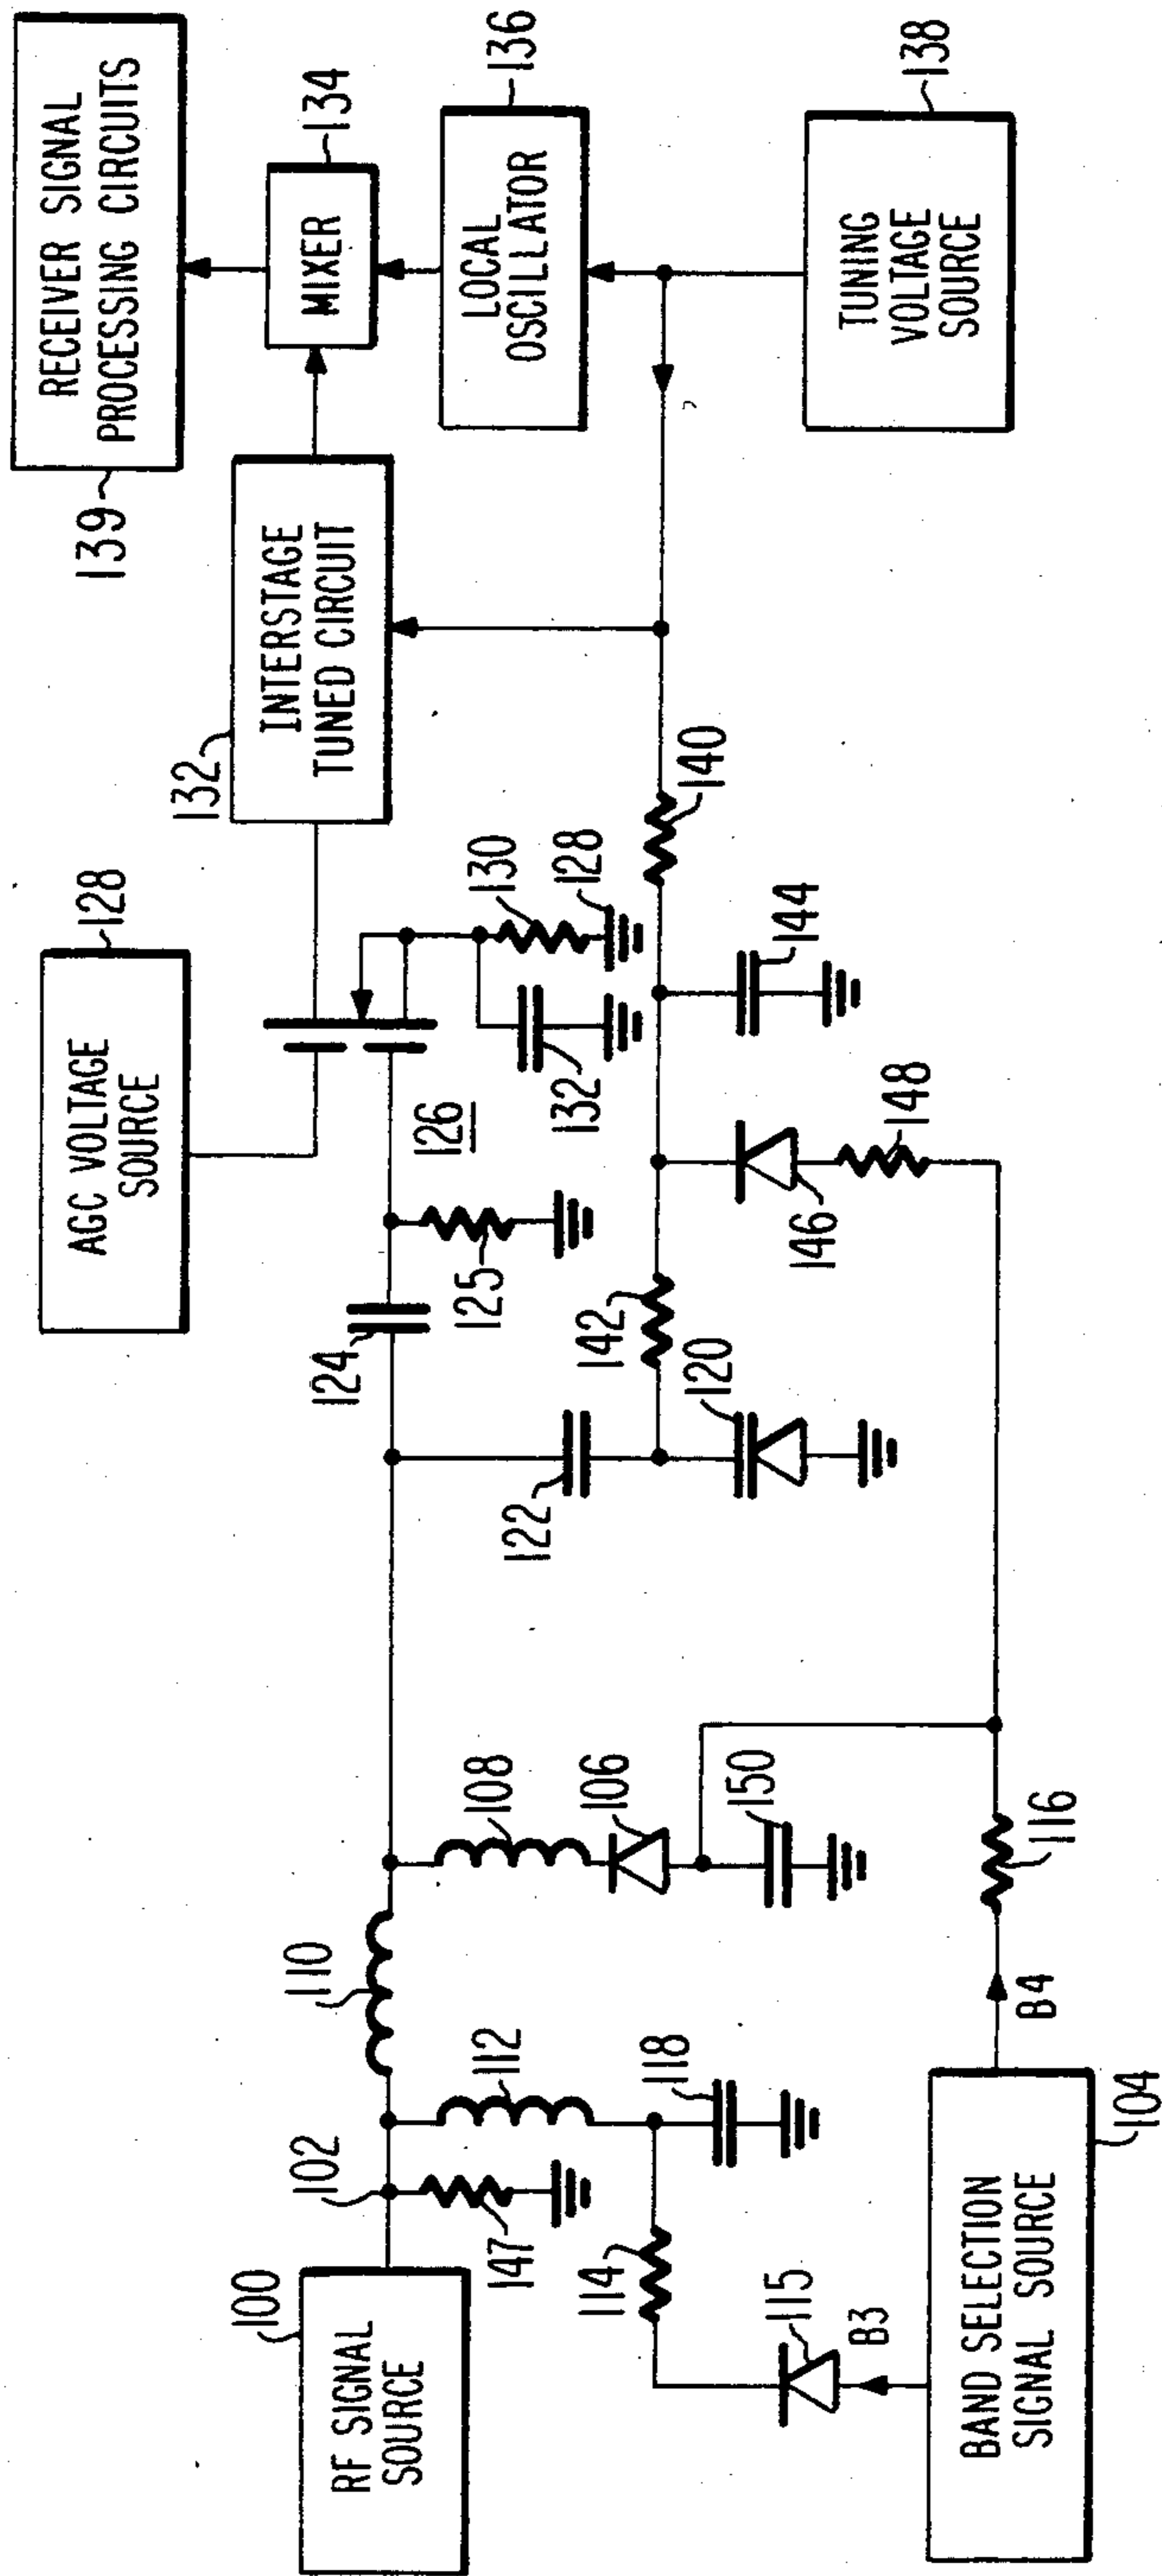 RF SIGNAL
SOURCE
100
102
147
112
118
114
115
B3
BAND SELECTION
SIGNAL SOURCE
104
B4
116
110
108
106
150
122
120
124
125
142
126
AGC VOLTAGE
SOURCE
128
130
128
132
146
148
144
140
132
INTERSTAGE
TUNED CIRCUIT
RECEIVER SIGNAL
PROCESSING CIRCUITS
139
MIXER
134
LOCAL
OSCILLATOR
136
TUNING
VOLTAGE
SOURCE
138